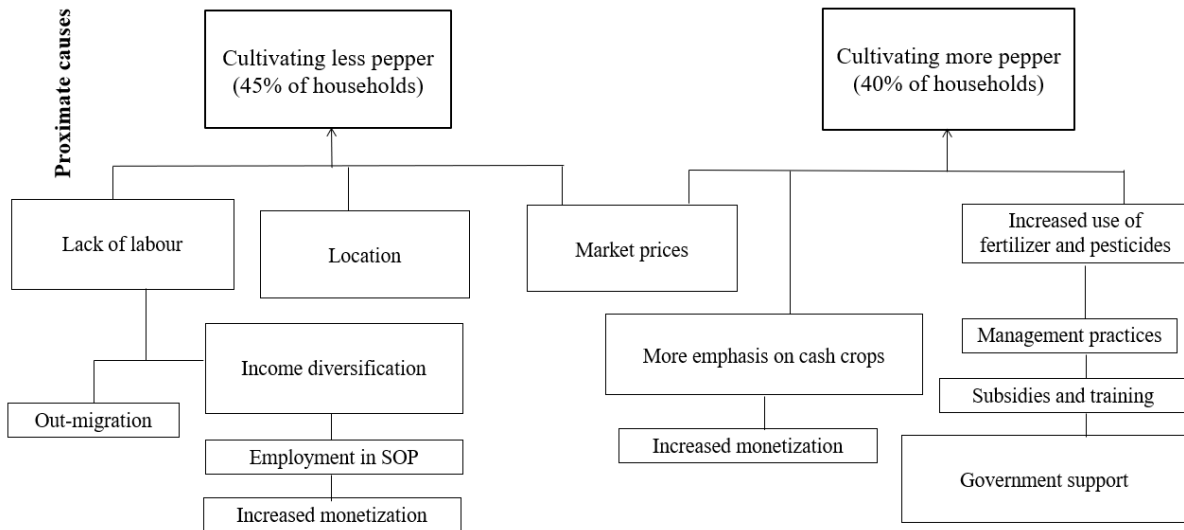 Proximate causes
Cultivating less pepper
(45% of households)
Cultivating more pepper
(40% of households)
Lack of labour
Location
Market prices
Increased use of
fertilizer and pesticides
Income diversification
More emphasis on cash crops
Management practices
Out-migration
Subsidies and training
Employment in SOP
Increased monetization
Government support
Increased monetization